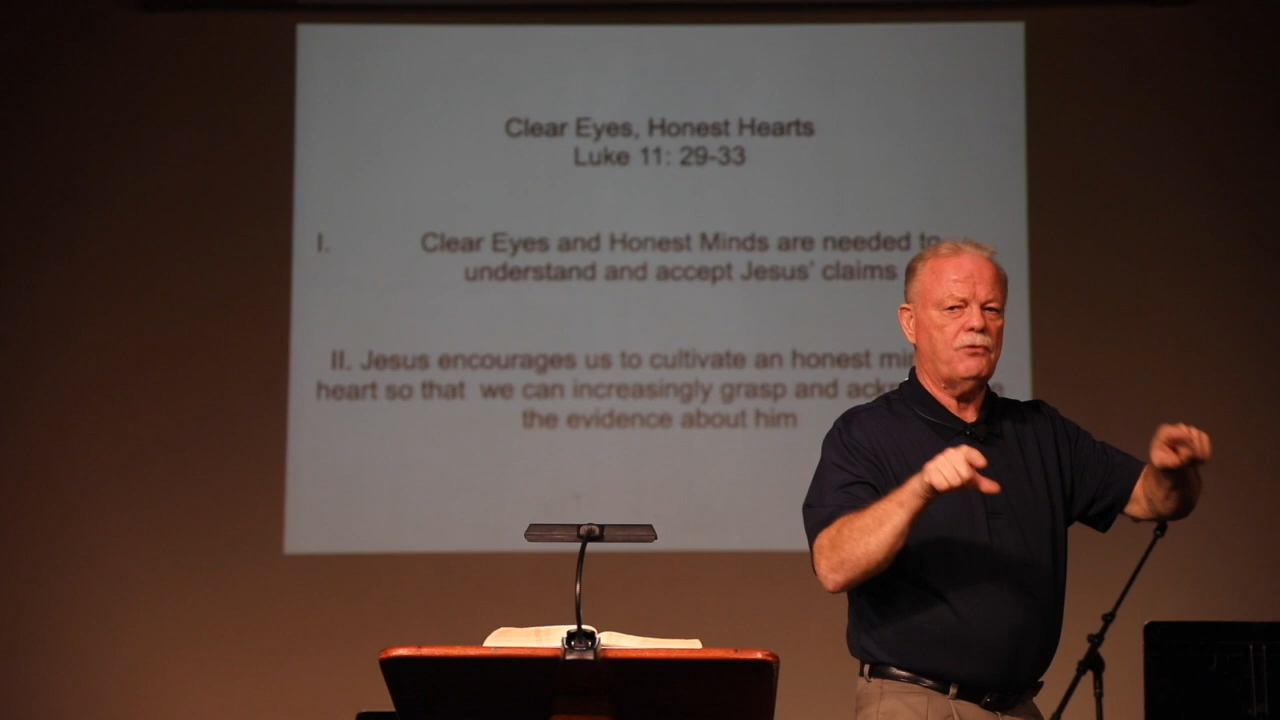 Clear Eyes, Honest Hearts
Luke 11: 29-33
I. Clear Eyes and Honest Minds are needed to
understand and accept Jesus' claims
II. Jesus encourages us to cultivate an honest
heart so that we can increasingly grasp and
the evidence about him